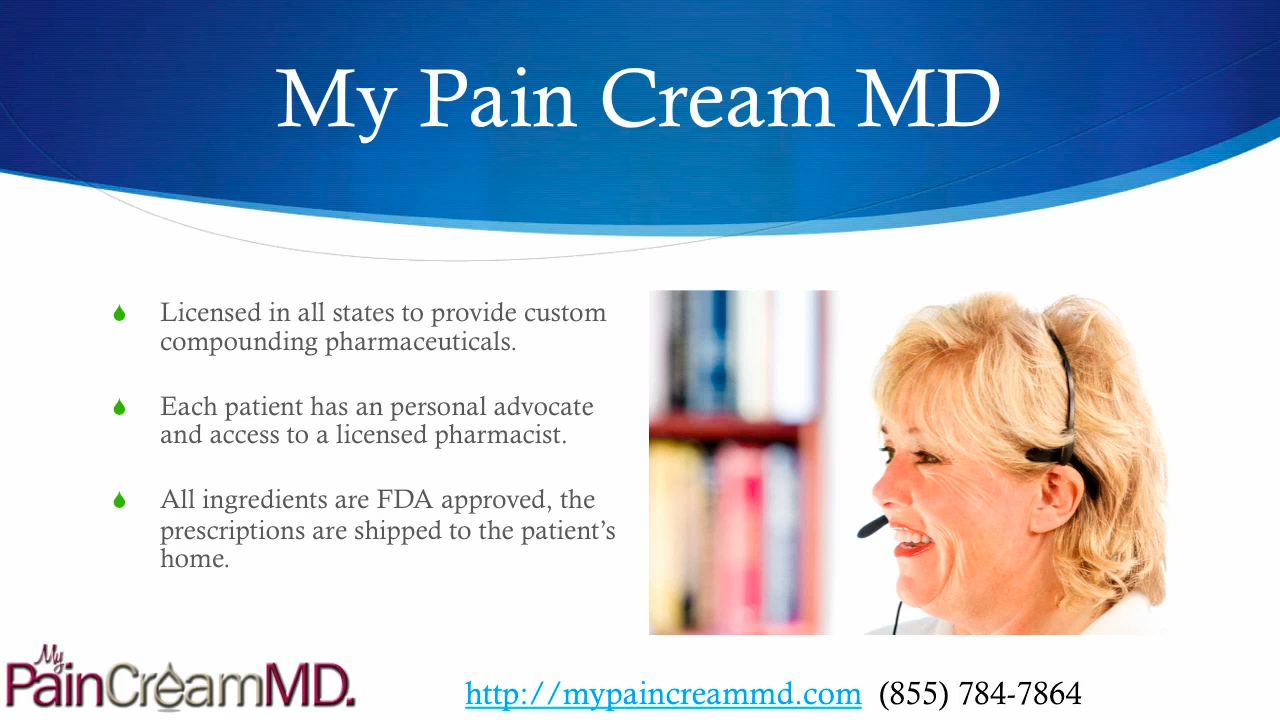 My Pain Cream MD
Licensed in all states to provide custom
compounding pharmaceuticals.
Each patient has an personal advocate
and access to a licensed pharmacist.
All ingredients are FDA approved, the
prescriptions are shipped to the patient’s
home.
My
PainCreamMD.
http://mypaincreammd.com (855) 784-7864